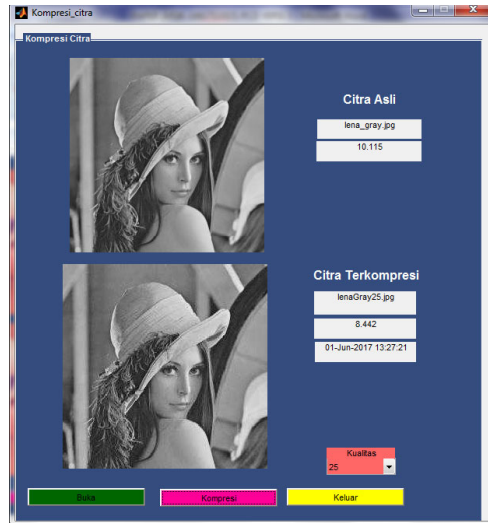 Kompresi_citra
Kompresi Citra
Citra Asli
lena_gray.jpg
10.115
Citra Terkompresi
lenaGray25.jpg
8.442
01-Jun-2017 13:27:21
Kualitas
25
Buka
Kompresi
Keluar